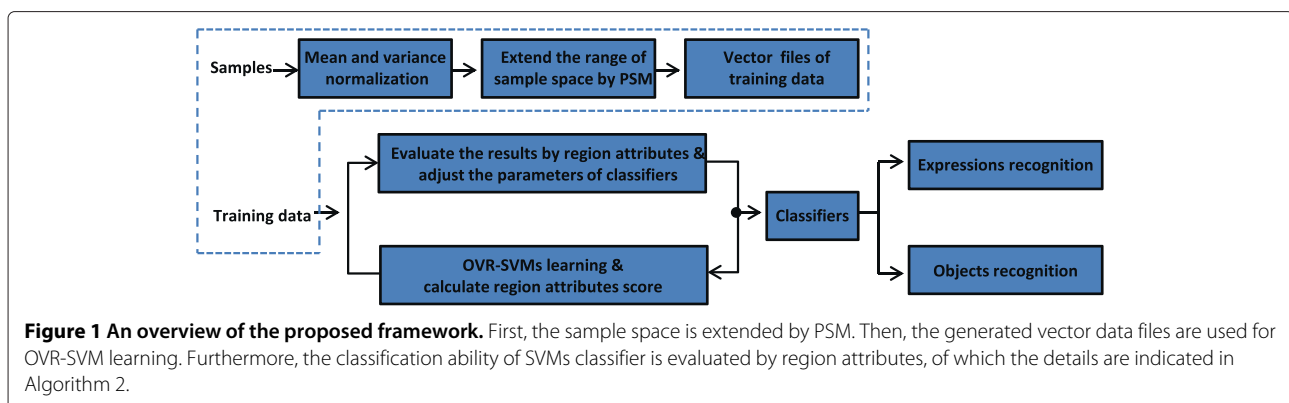 Samples
Mean and variance
normalization
Extend the range of
sample space by PSM
Vector files of
training data
Evaluate the results by region attributes &
adjust the parameters of classifiers
Training data
Classifiers
Expressions recognition
OVR-SVMs learning &
calculate region attributes score
Objects recognition
Figure 1 An overview of the proposed framework. First, the sample space is extended by PSM. Then, the generated vector data files are used for
OVR-SVM learning. Furthermore, the classification ability of SVMs classifier is evaluated by region attributes, of which the details are indicated in
Algorithm 2.